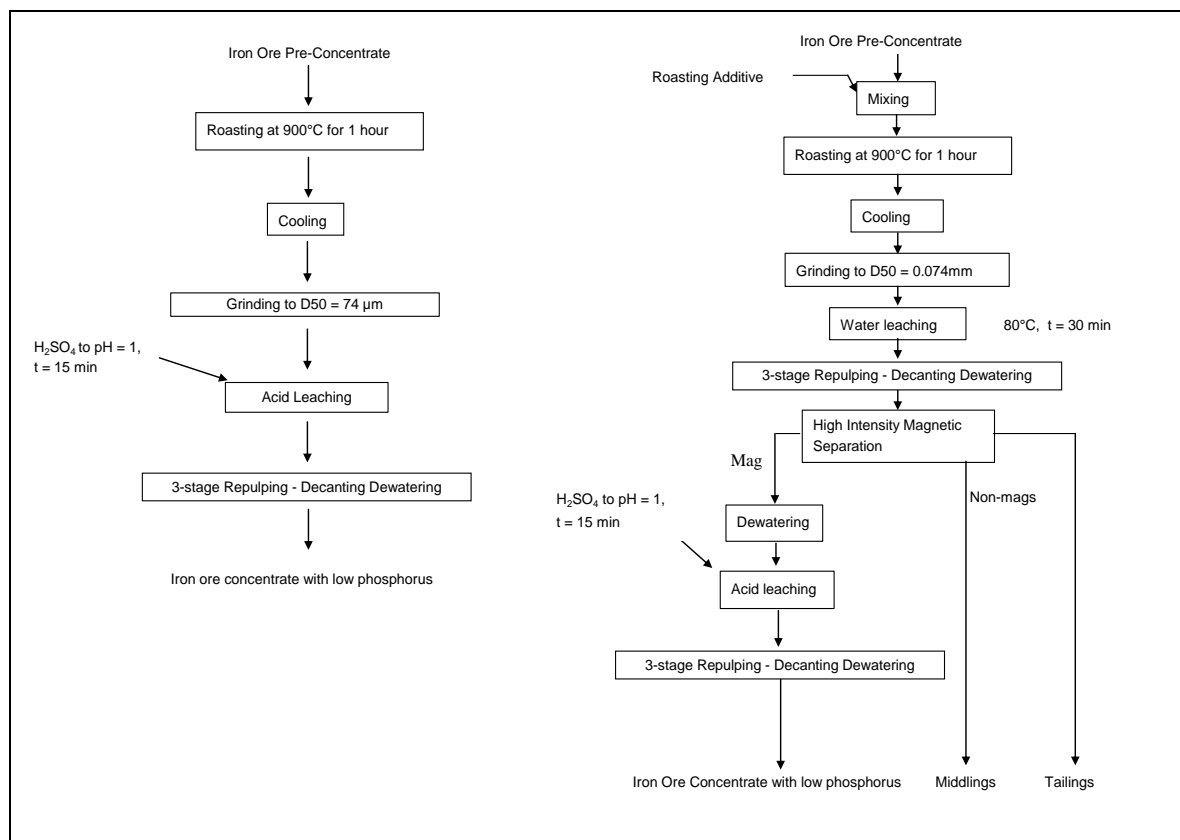 Iron Ore Pre-Concentrate
Roasting at 900°C for 1 hour
Cooling
Grinding to D50 = 74 µm
H₂SO₄ to pH = 1,
t = 15 min
Acid Leaching
3-stage Repulping - Decanting Dewatering
Iron ore concentrate with low phosphorus
Iron Ore Pre-Concentrate
Roasting Additive
Mixing
Roasting at 900°C for 1 hour
Cooling
Grinding to D50 = 0.074mm
Water leaching
80°C, t = 30 min
3-stage Repulping - Decanting Dewatering
High Intensity Magnetic
Separation
Mag
Non-mags
H₂SO₄ to pH = 1,
t = 15 min
Dewatering
Acid leaching
3-stage Repulping - Decanting Dewatering
Iron Ore Concentrate with low phosphorus
Middlings
Tailings